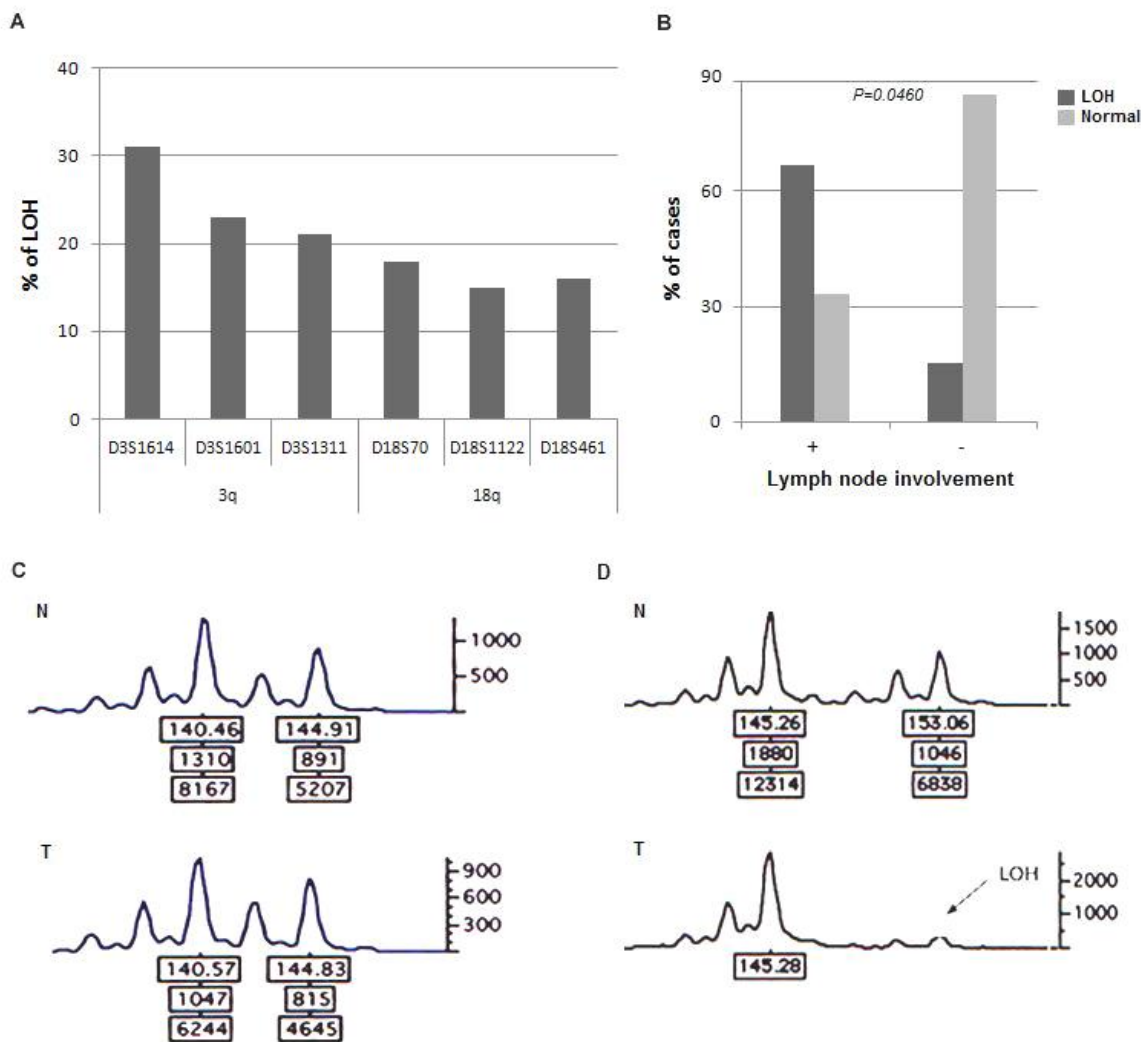 A
% of LOH
40
30
20
10
0
D3S1614 D3S1601 D3S1311 D18S70 D18S1122 D18S461
3q 18q
B
% of cases
90
60
30
0
P=0.0460
LOH
Normal
+ -
Lymph node involvement
C
N
1000
500
140.46 144.91
1310 891
8167 5207
T
900
600
300
140.57 144.83
1047 815
6244 4645
D
N
1500
1000
500
145.26 153.06
1880 1046
12314 6838
T
LOH
2000
1000
145.28